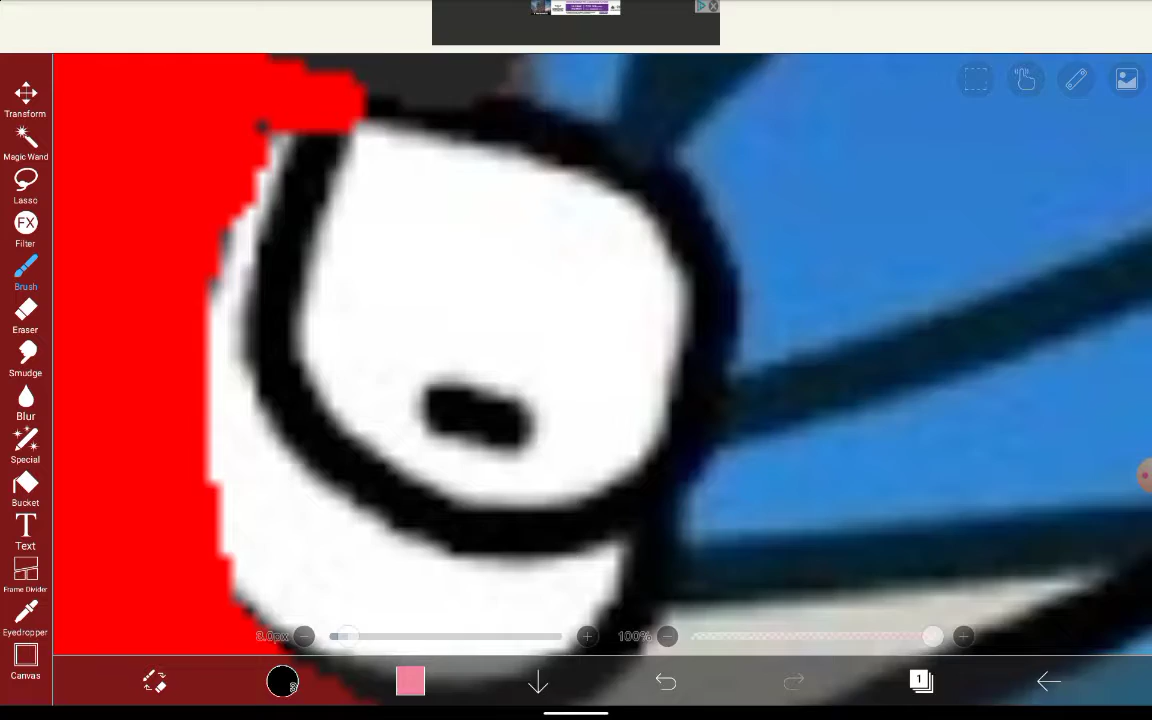 Transform
Magic Wand
Lasso
FX
Filter
Brush
Eraser
Smudge
Blur
Special
Bucket
T
Text
Frame Divider
Eyedropper
Canvas
100%
1